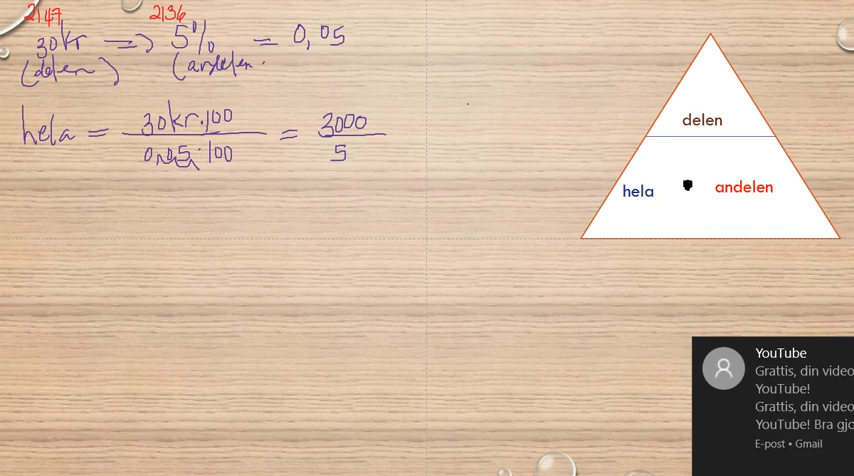 2147 2136
30kr => 5% = 0,05
(delen) (andelen.
hela = 30kr·100 / 0,05·100 = 3000 / 5
delen
hela andelen
YouTube
Grattis, din video
YouTube!
Grattis, din video
YouTube! Bra gjo
E-post • Gmail